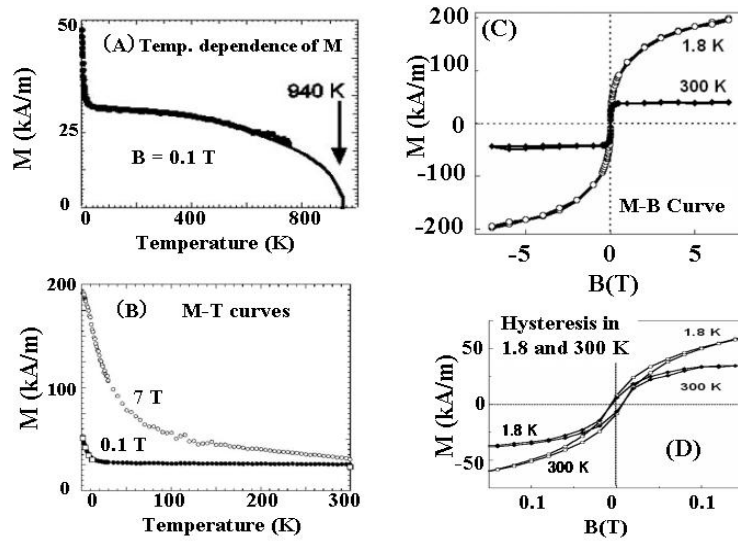 (A) Temp. dependence of M
50
25
0
M (kA/m)
940 K
B = 0.1 T
0
400
800
Temperature (K)
(B) M-T curves
200
100
0
M (kA/m)
7 T
0.1 T
0
100
200
300
Temperature (K)
(C)
200
100
0
-100
-200
M (kA/m)
1.8 K
300 K
M-B Curve
-5
0
5
B(T)
Hysteresis in
1.8 and 300 K
1.8 K
300 K
50
0
-50
M (kA/m)
1.8 K
300 K
(D)
0.1
0
0.1
B(T)